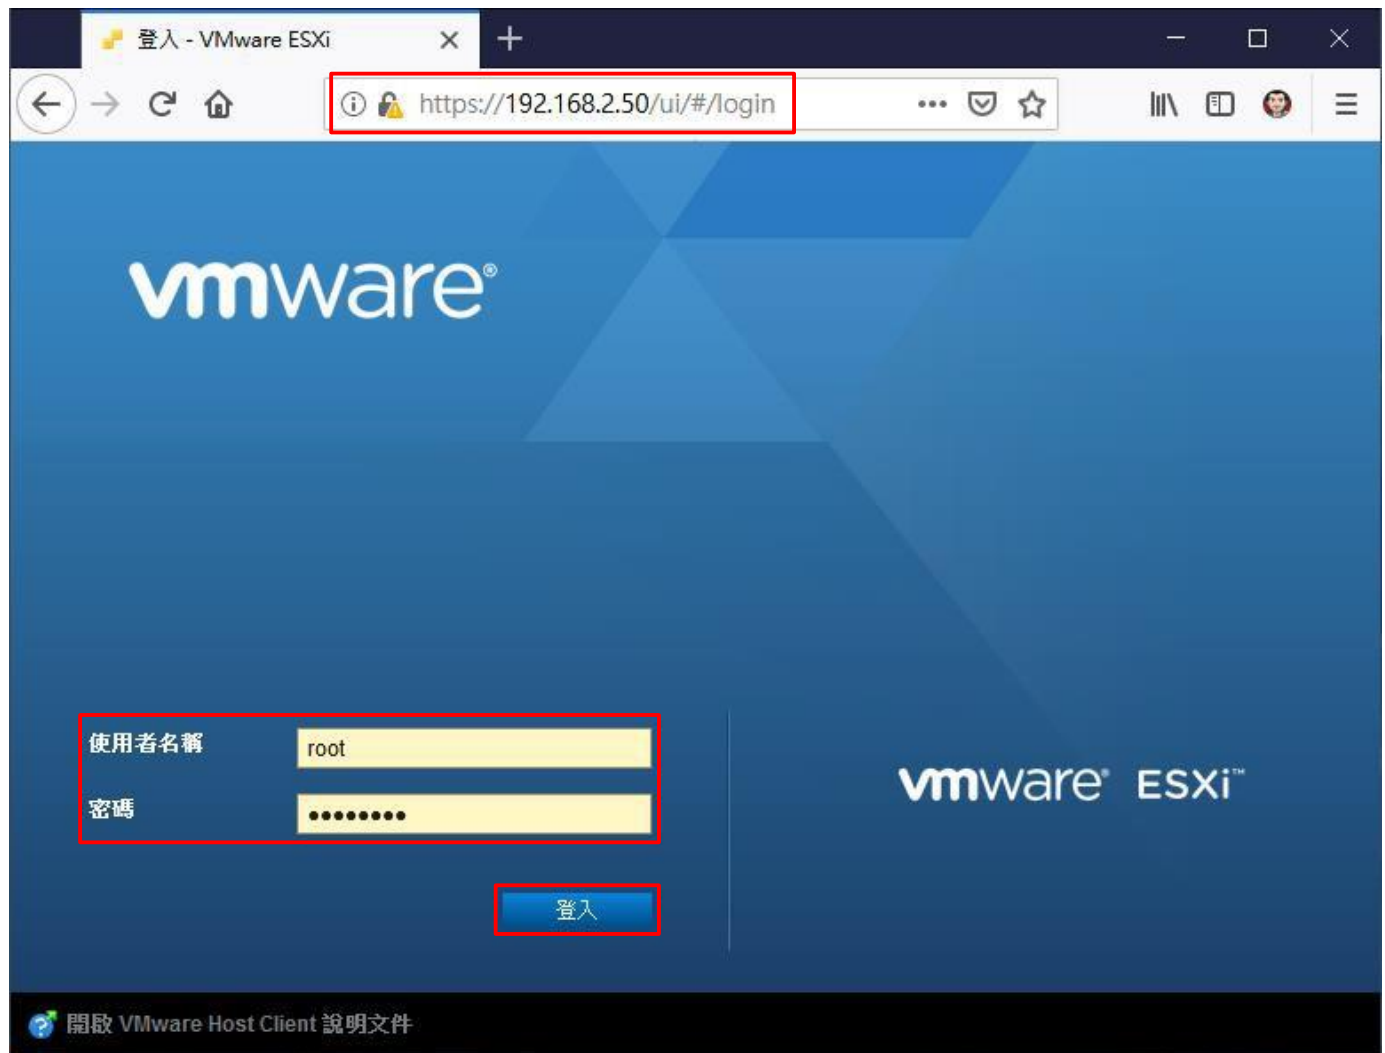 登入 - VMware ESXi
https://192.168.2.50/ui/#/login
vmware®
使用者名稱 root
密碼 ••••••••
vmware® ESXi™
登入
開啟 VMware Host Client 說明文件